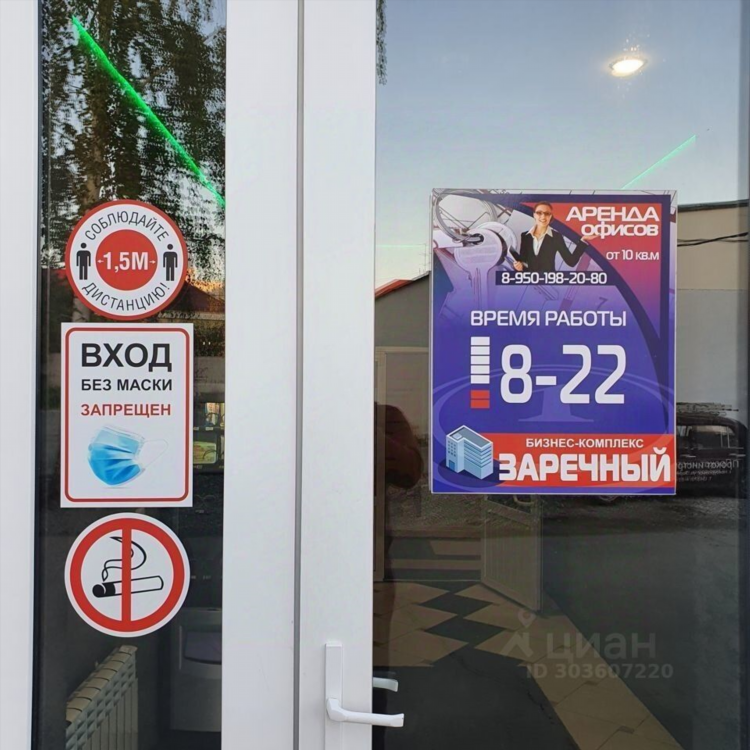 СОБЛЮДАЙТЕ
1,5М
ДИСТАНЦИЮ!
ВХОД
БЕЗ МАСКИ
ЗАПРЕЩЕН
АРЕНДА
ОФИСОВ
ОТ 10 КВ.М
8-950-198-20-80
ВРЕМЯ РАБОТЫ
8-22
БИЗНЕС-КОМПЛЕКС
ЗАРЕЧНЫЙ
циан
ID 303607220